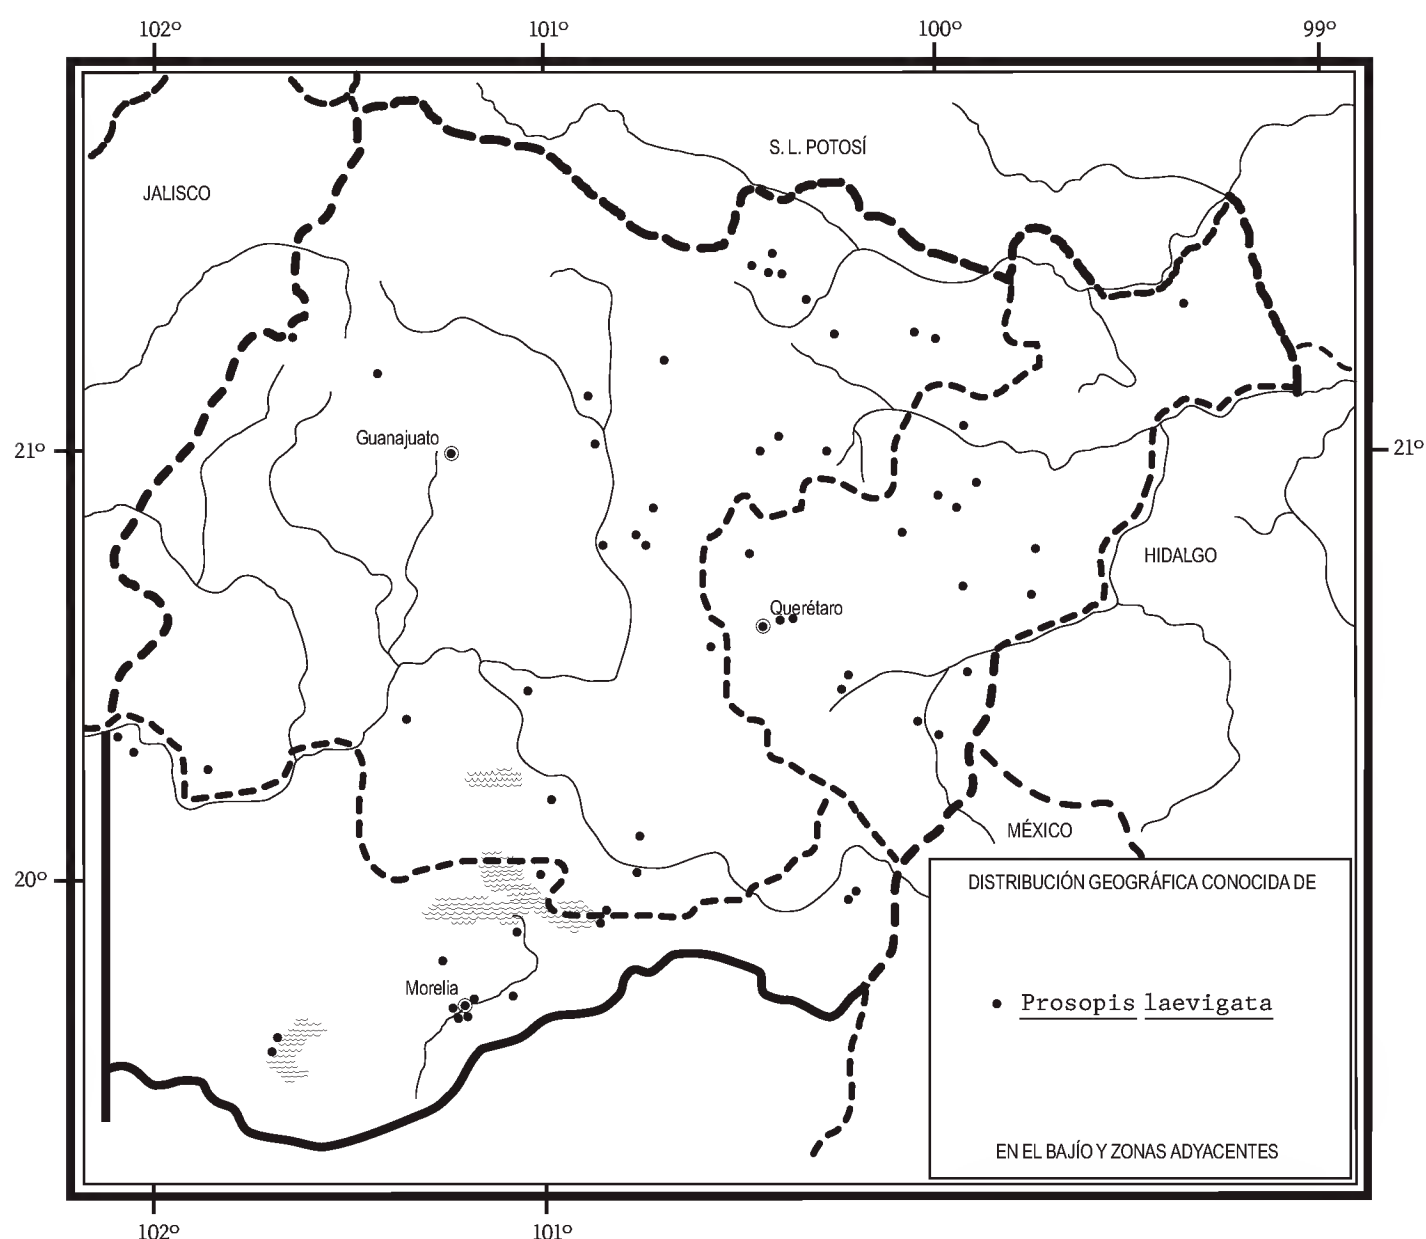 102º 101º 100º 99º
S. L. POTOSÍ
JALISCO
Guanajuato
21º 21º
HIDALGO
Querétaro
MÉXICO
20º
DISTRIBUCIÓN GEOGRÁFICA CONOCIDA DE
Morelia
Prosopis laevigata
EN EL BAJÍO Y ZONAS ADYACENTES
102º 101º